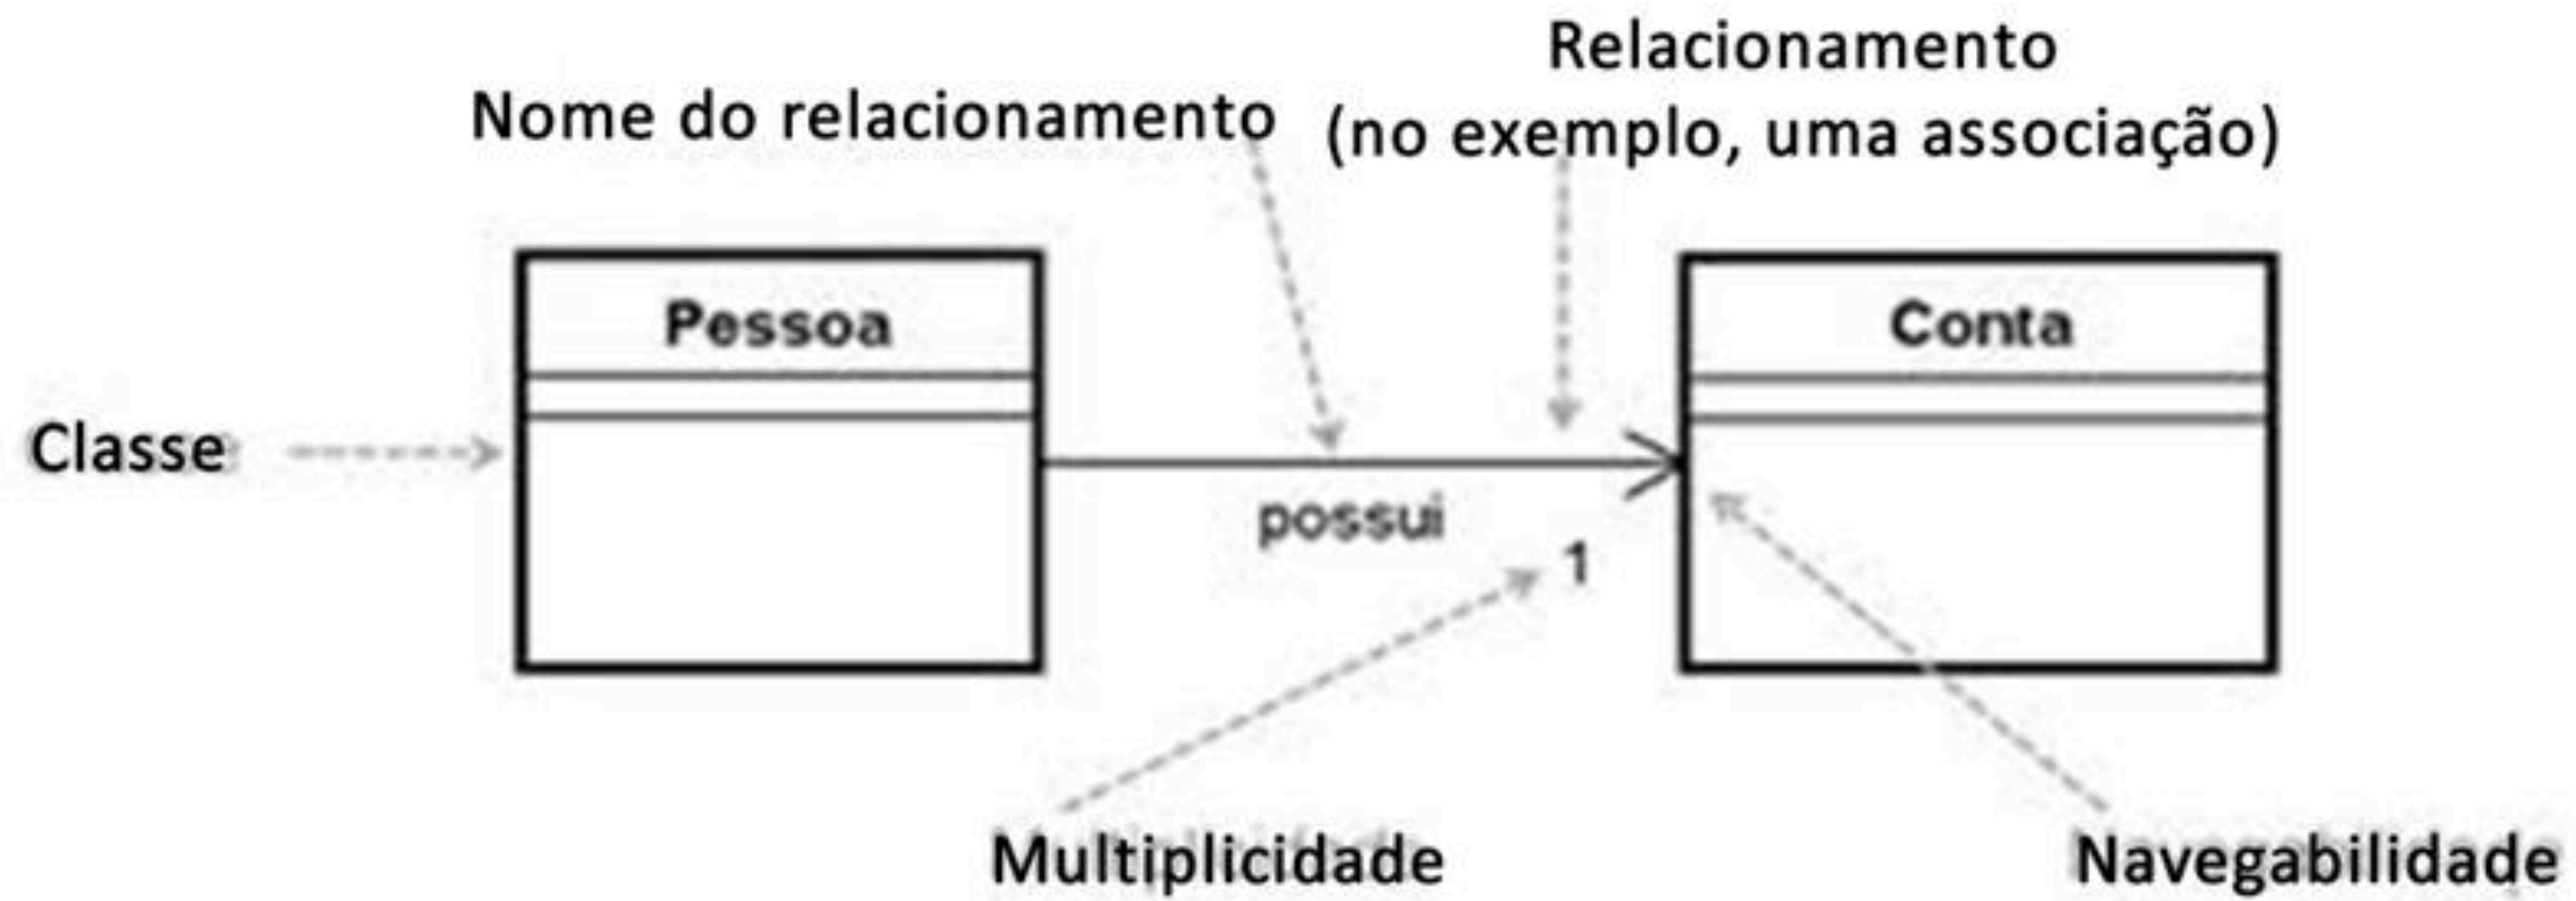 Relacionamento
Nome do relacionamento
(no exemplo, uma associação)
Pessoa
Conta
Classe
possui
1
Multiplicidade
Navegabilidade